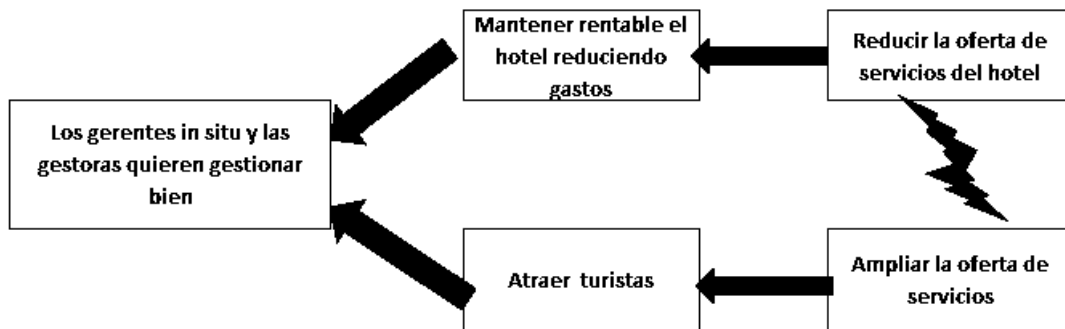 Mantener rentable el
hotel reduciendo
gastos
Reducir la oferta de
servicios del hotel
Los gerentes in situ y las
gestoras quieren gestionar
bien
Atraer turistas
Ampliar la oferta de
servicios